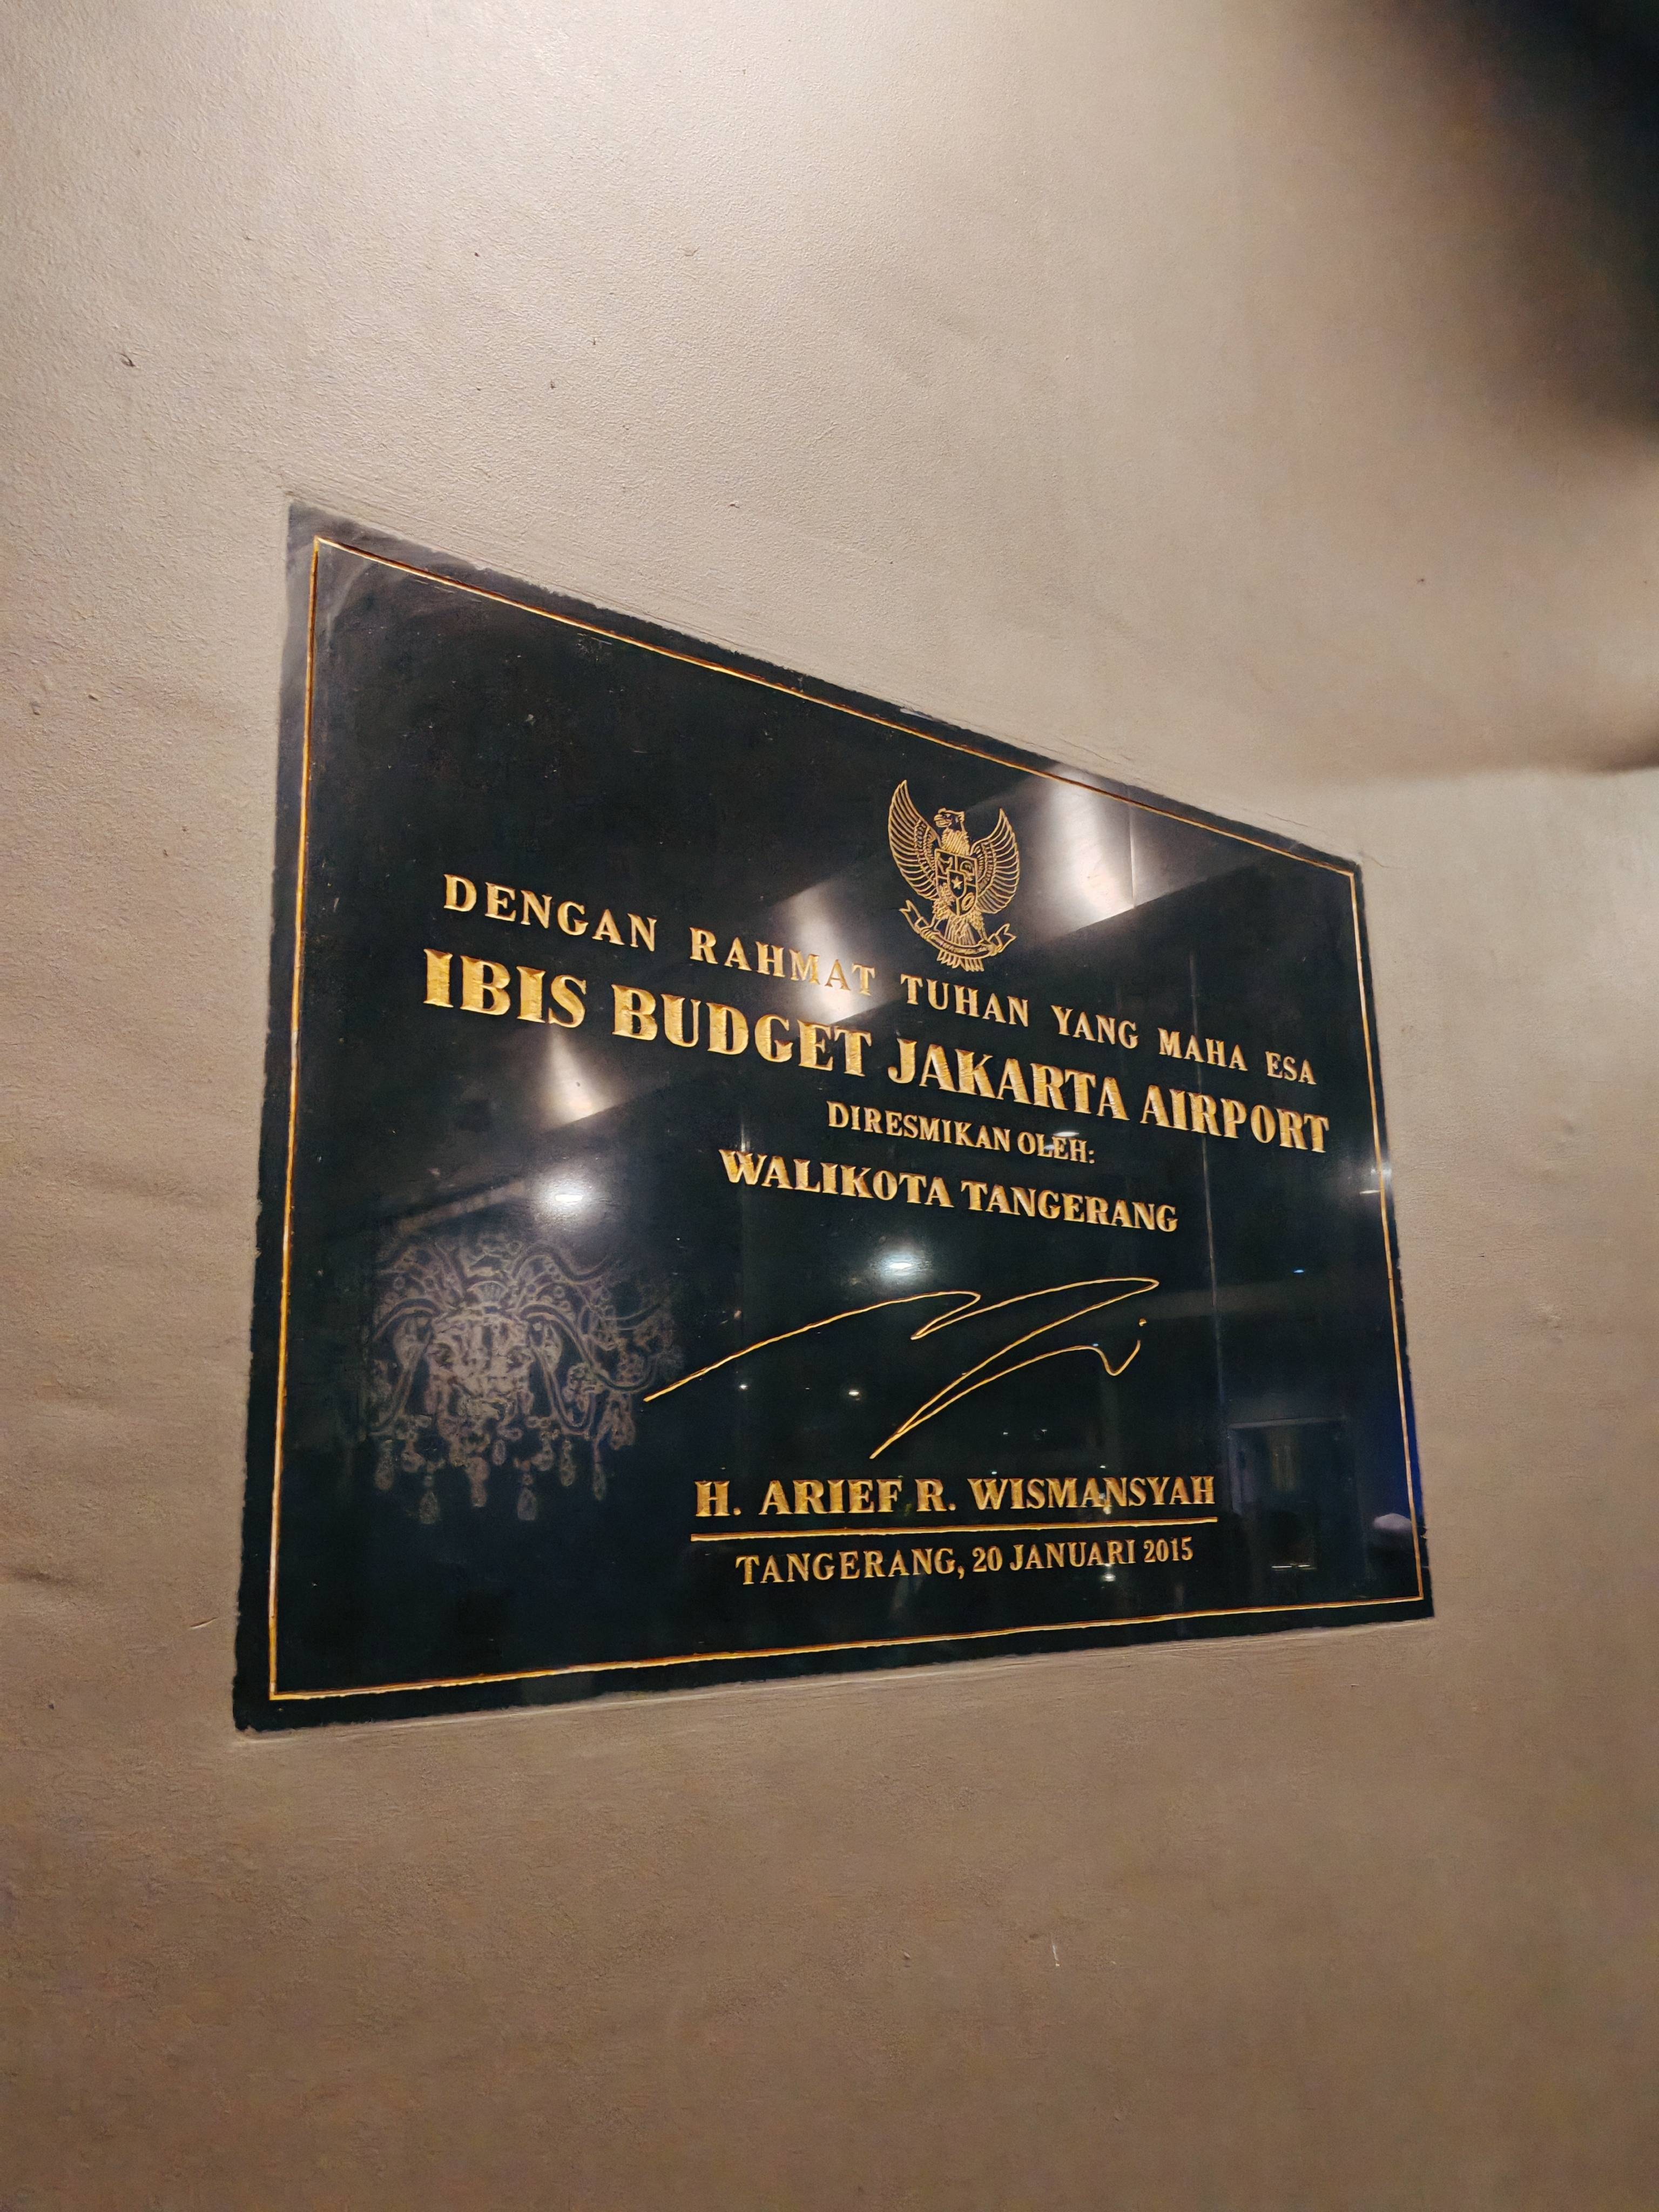 DENGAN RAHMAT TUHAN YANG MAHA ESA
IBIS BUDGET JAKARTA AIRPORT
DIRESMIKAN OLEH:
WALIKOTA TANGERANG
H. ARIEF R. WISMANSYAH
TANGERANG, 20 JANUARI 2015